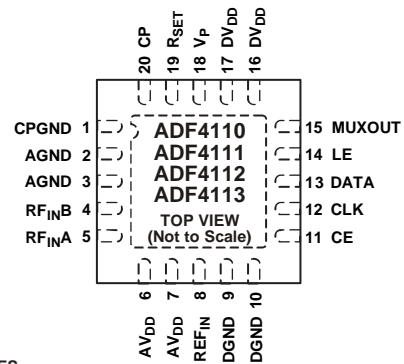 20 CP
19 RSET
18 VP
17 DVDD
16 DVDD
CPGND 1
AGND 2
AGND 3
RFINB 4
RFINA 5
ADF4110
ADF4111
ADF4112
ADF4113
TOP VIEW
(Not to Scale)
15 MUXOUT
14 LE
13 DATA
12 CLK
11 CE
AVDD 6
AVDD 7
REFIN 8
DGND 9
DGND 10